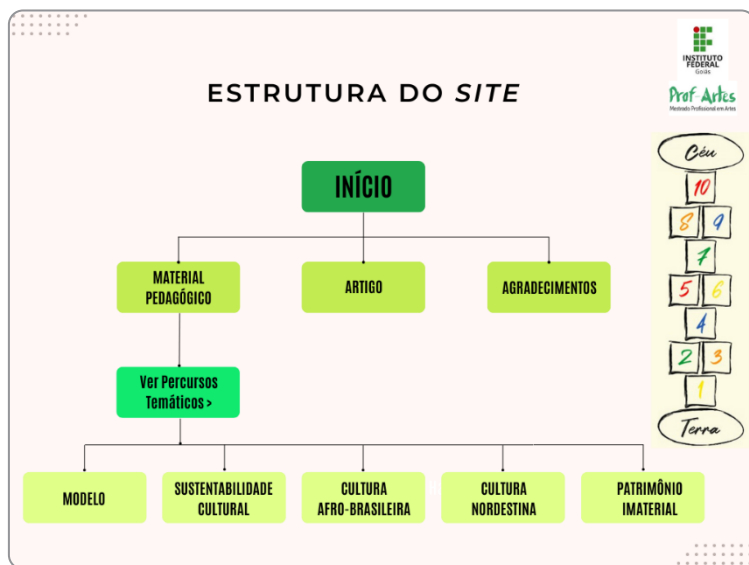 INSTITUTO
FEDERAL
Goiás
Prof-Artes
Mestrado Profissional em Artes
ESTRUTURA DO SITE
INÍCIO
MATERIAL
PEDAGÓGICO
ARTIGO
AGRADECIMENTOS
Ver Percursos
Temáticos >
MODELO
SUSTENTABILIDADE
CULTURAL
CULTURA
AFRO-BRASILEIRA
CULTURA
NORDESTINA
PATRIMÔNIO
IMATERIAL
Céu
10
8 9
7
5 6
4
2 3
1
Terra